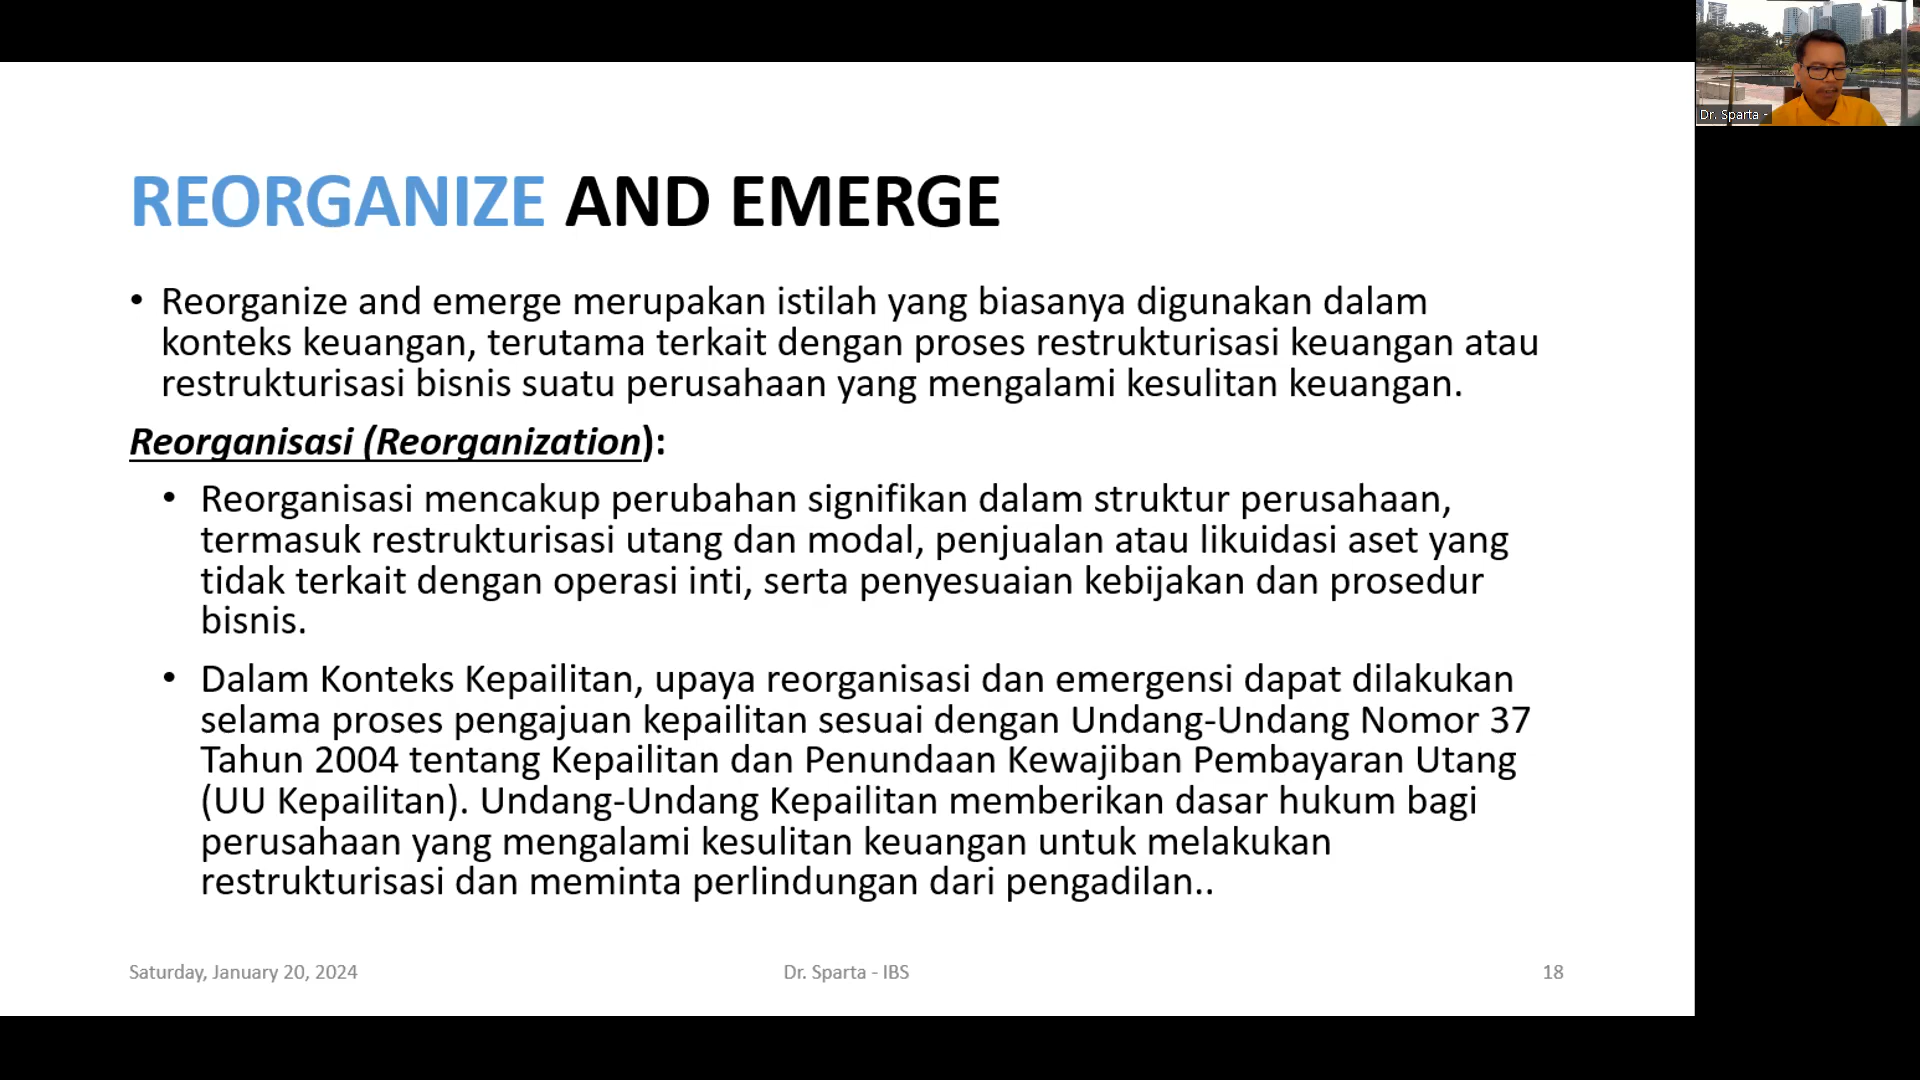 Dr. Sparta -
REORGANIZE AND EMERGE
• Reorganize and emerge merupakan istilah yang biasanya digunakan dalam
konteks keuangan, terutama terkait dengan proses restrukturisasi keuangan atau
restrukturisasi bisnis suatu perusahaan yang mengalami kesulitan keuangan.
Reorganisasi (Reorganization):
• Reorganisasi mencakup perubahan signifikan dalam struktur perusahaan,
termasuk restrukturisasi utang dan modal, penjualan atau likuidasi aset yang
tidak terkait dengan operasi inti, serta penyesuaian kebijakan dan prosedur
bisnis.
• Dalam Konteks Kepailitan, upaya reorganisasi dan emergensi dapat dilakukan
selama proses pengajuan kepailitan sesuai dengan Undang-Undang Nomor 37
Tahun 2004 tentang Kepailitan dan Penundaan Kewajiban Pembayaran Utang
(UU Kepailitan). Undang-Undang Kepailitan memberikan dasar hukum bagi
perusahaan yang mengalami kesulitan keuangan untuk melakukan
restrukturisasi dan meminta perlindungan dari pengadilan..
Saturday, January 20, 2024
Dr. Sparta - IBS
18